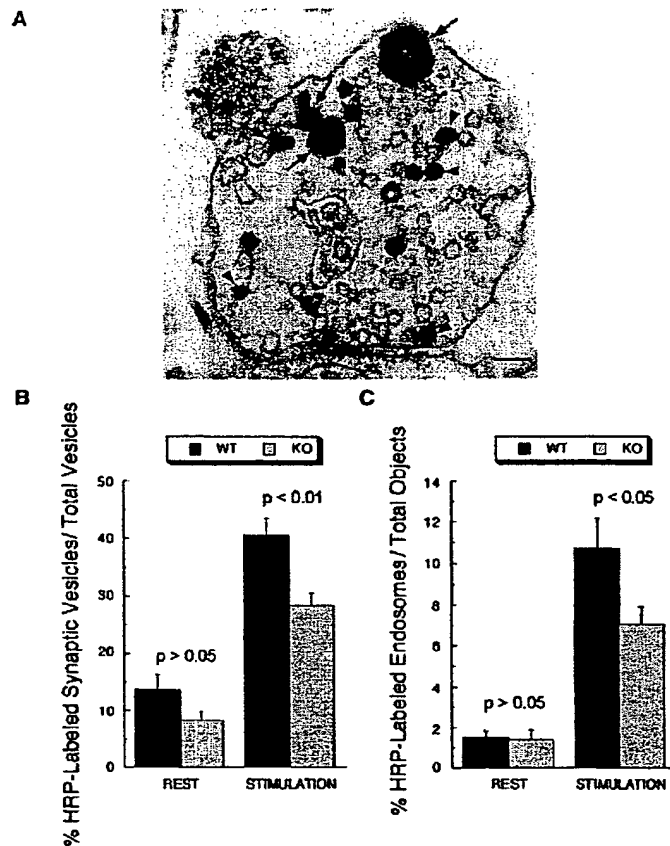 A
B
C
% HRP-Labeled Synaptic Vesicles/ Total Vesicles
WT KO
50
40
30
20
10
0
p > 0.05
p < 0.01
REST STIMULATION
% HRP-Labeled Endosomes/ Total Objects
WT KO
14
12
10
8
6
4
2
0
p > 0.05
p < 0.05
REST STIMULATION